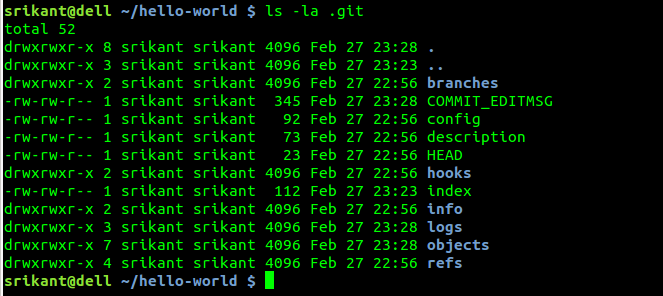 srikant@dell ~/hello-world $ ls -la .git
total 52
drwxrwxr-x 8 srikant srikant 4096 Feb 27 23:28 .
drwxrwxr-x 3 srikant srikant 4096 Feb 27 23:23 ..
drwxrwxr-x 2 srikant srikant 4096 Feb 27 22:56 branches
-rw-rw-r-- 1 srikant srikant  345 Feb 27 23:28 COMMIT_EDITMSG
-rw-rw-r-- 1 srikant srikant   92 Feb 27 22:56 config
-rw-rw-r-- 1 srikant srikant   73 Feb 27 22:56 description
-rw-rw-r-- 1 srikant srikant   23 Feb 27 22:56 HEAD
drwxrwxr-x 2 srikant srikant 4096 Feb 27 22:56 hooks
-rw-rw-r-- 1 srikant srikant  112 Feb 27 23:23 index
drwxrwxr-x 2 srikant srikant 4096 Feb 27 22:56 info
drwxrwxr-x 3 srikant srikant 4096 Feb 27 23:28 logs
drwxrwxr-x 7 srikant srikant 4096 Feb 27 23:28 objects
drwxrwxr-x 4 srikant srikant 4096 Feb 27 22:56 refs
srikant@dell ~/hello-world $